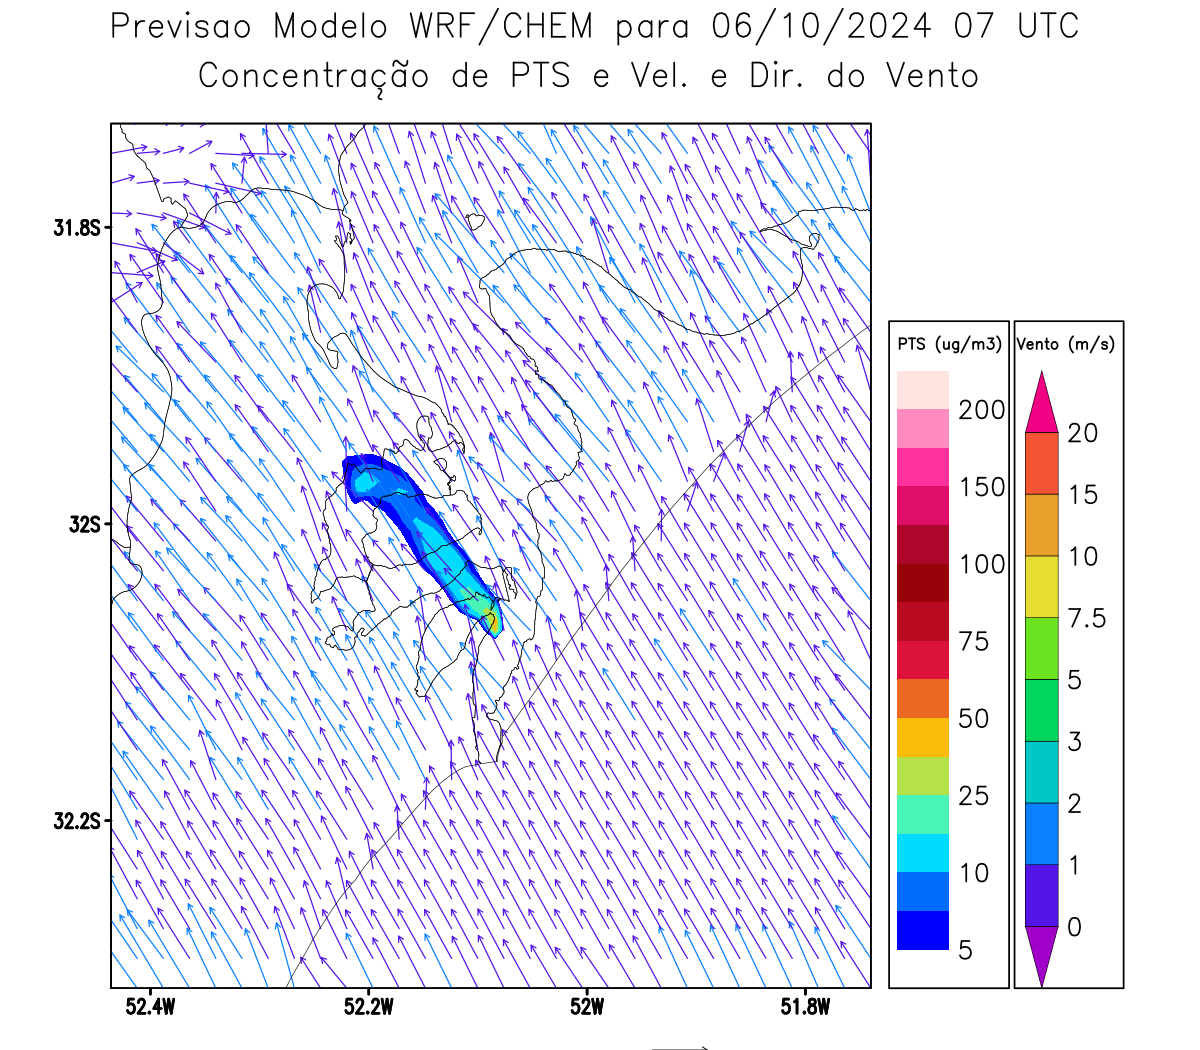 Previsao Modelo WRF/CHEM para 06/10/2024 07 UTC
Concentração de PTS e Vel. e Dir. do Vento
31.8S
32S
32.2S
52.4W
52.2W
52W
51.8W
PTS (ug/m3)
200
150
100
75
50
25
10
5
Vento (m/s)
20
15
10
7.5
5
3
2
1
0